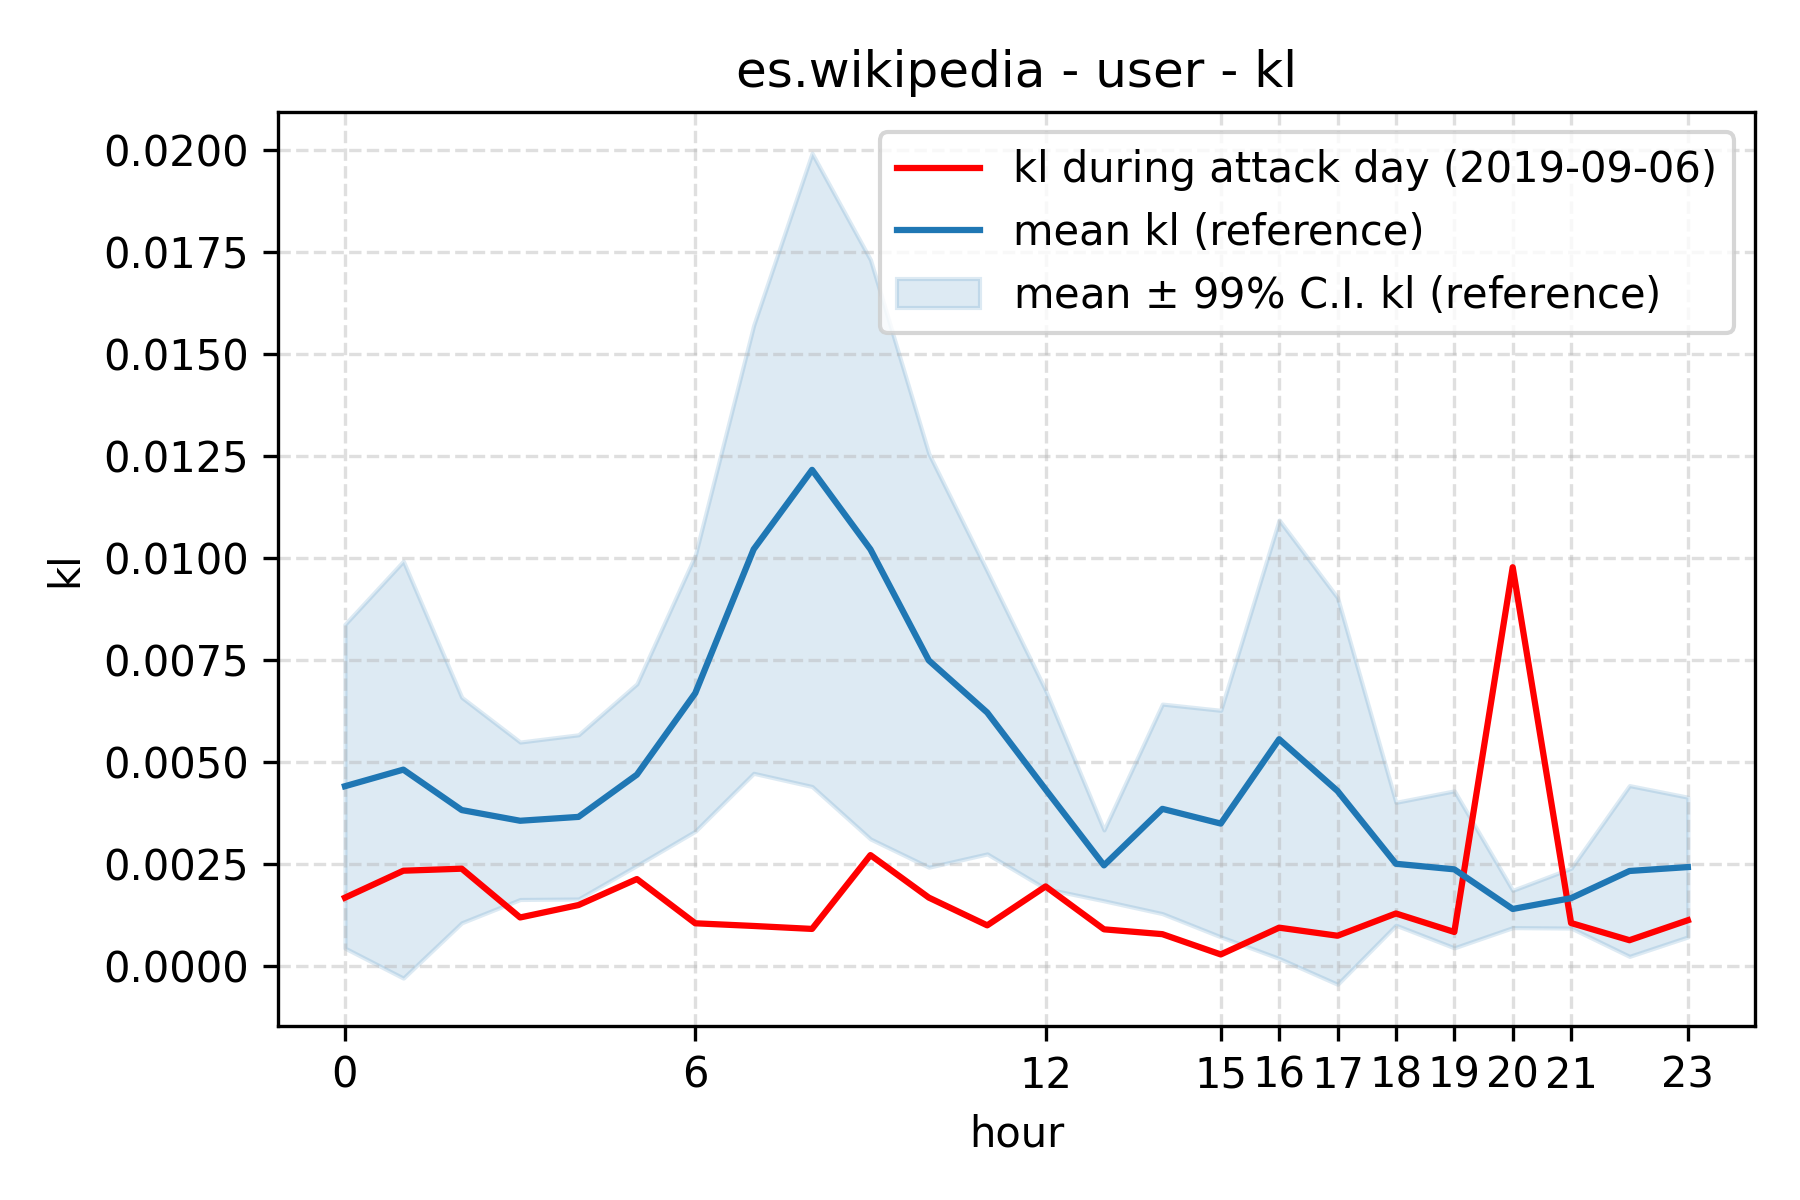 es.wikipedia - user - kl
kl during attack day (2019-09-06)
mean kl (reference)
mean ± 99% C.I. kl (reference)
0.0200
0.0175
0.0150
0.0125
0.0100
0.0075
0.0050
0.0025
0.0000
kl
0 6 12 15 16 17 18 19 20 21 23
hour